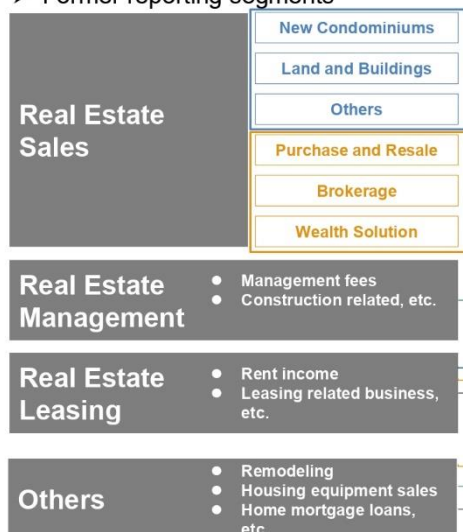 ➢ Former reporting segments
Real Estate
Sales
New Condominiums
Land and Buildings
Others
Purchase and Resale
Brokerage
Wealth Solution
Real Estate
Management
● Management fees
● Construction related, etc.
Real Estate
Leasing
● Rent income
● Leasing related business,
etc.
Others
● Remodeling
● Housing equipment sales
● Home mortgage loans,
etc.